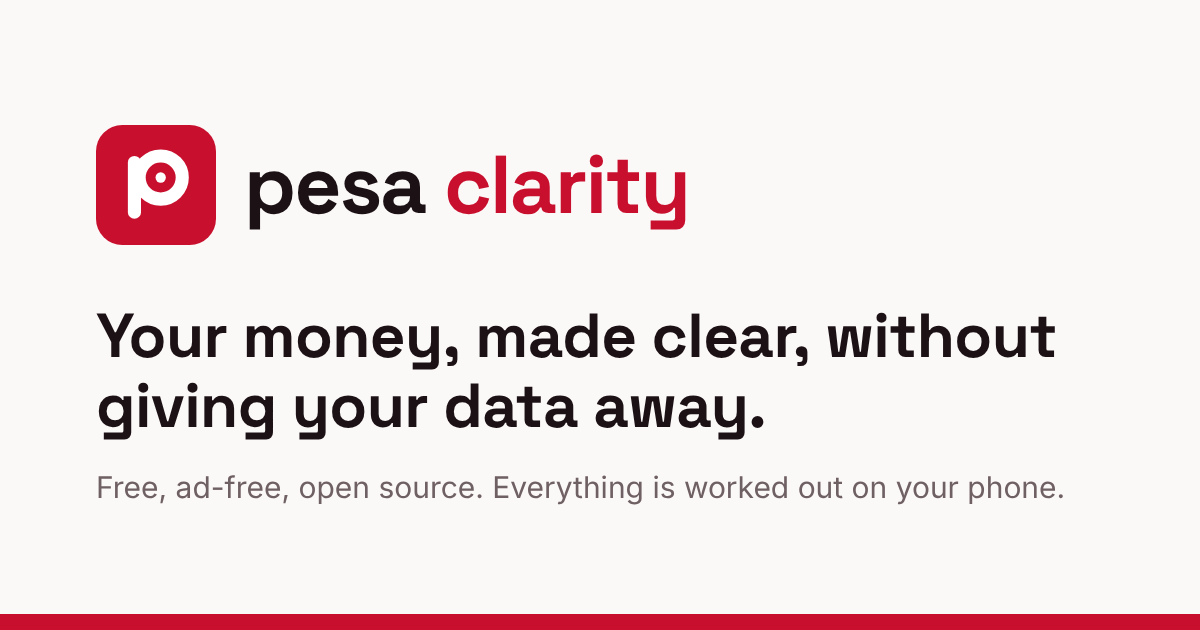 pesa clarity
Your money, made clear, without
giving your data away.
Free, ad-free, open source. Everything is worked out on your phone.